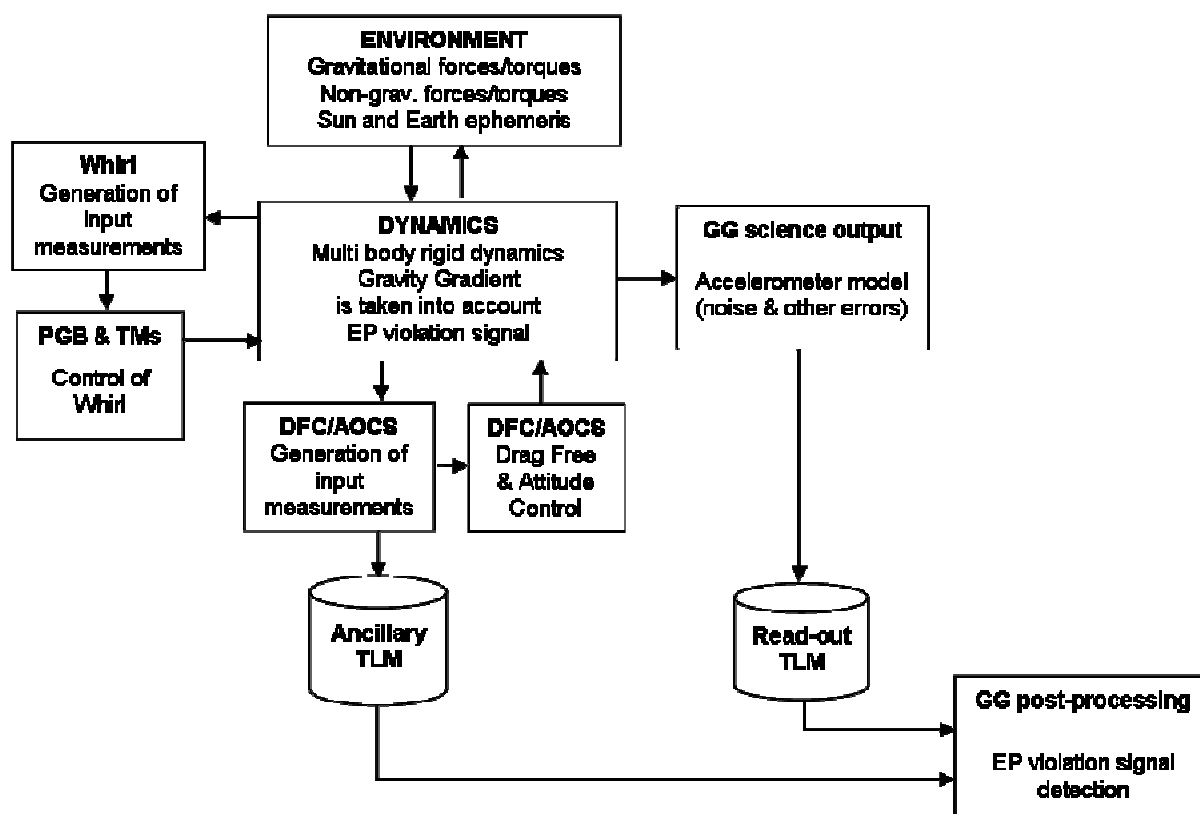 ENVIRONMENT
Gravitational forces/torques
Non-grav. forces/torques
Sun and Earth ephemeris
Whirl
Generation of
input
measurements
DYNAMICS
Multi body rigid dynamics
Gravity Gradient
is taken into account
EP violation signal
GG science output
Accelerometer model
(noise & other errors)
PGB & TMs
Control of
Whirl
DFC/AOCS
Generation of
input
measurements
DFC/AOCS
Drag Free
& Attitude
Control
Ancillary
TLM
Read-out
TLM
GG post-processing
EP violation signal
detection